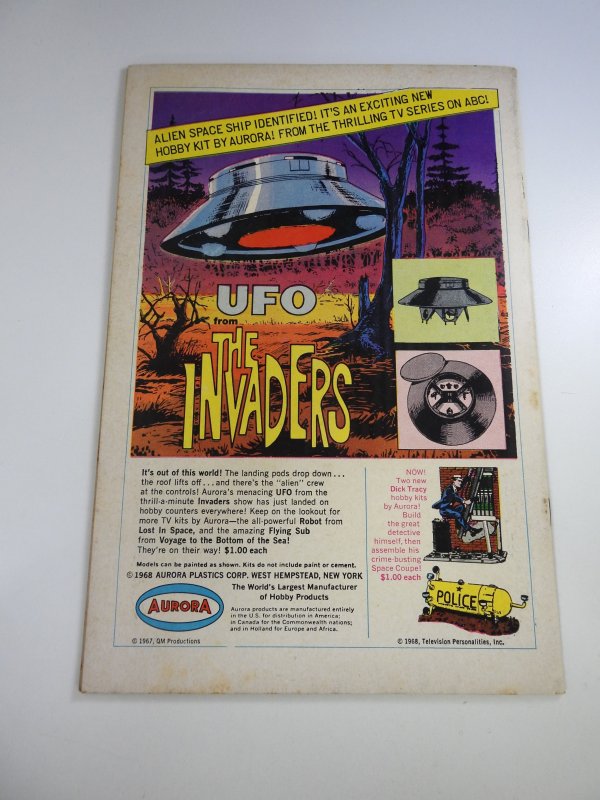 ALIEN SPACE SHIP IDENTIFIED! IT'S AN EXCITING NEW
HOBBY KIT BY AURORA! FROM THE THRILLING TV SERIES ON ABC!
UFO
from
THE
INVADERS
It's out of this world! The landing pods drop down...
the roof lifts off...and there's the "alien" crew
at the controls! Aurora's menacing UFO from the
thrill-a-minute Invaders show has just landed on
hobby counters everywhere! Keep on the lookout for
more TV kits by Aurora—the all-powerful Robot from
Lost In Space, and the amazing Flying Sub
from Voyage to the Bottom of the Sea!
They're on their way! $1.00 each
Models can be painted as shown. Kits do not include paint or cement.
© 1968 AURORA PLASTICS CORP. WEST HEMPSTEAD, NEW YORK
AURORA
The World's Largest Manufacturer
of Hobby Products
Aurora products are manufactured entirely
in the U.S. for distribution in America;
in Canada for the Commonwealth nations;
and in Holland for Europe and Africa.
© 1967, QM Productions
NOW!
Two new
Dick Tracy
hobby kits
by Aurora!
Build
the great
detective
himself, then
assemble his
crime-busting
Space Coupe!
$1.00 each
POLICE
© 1968, Television Personalities, Inc.